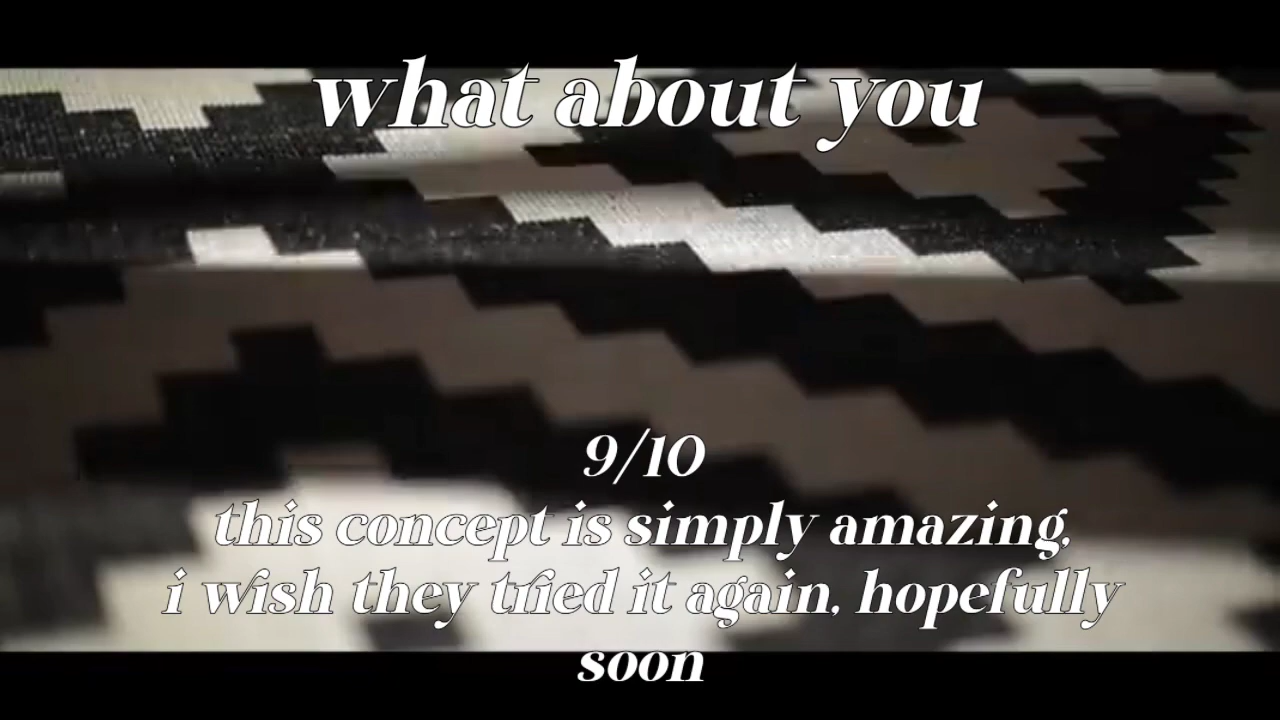 what about you
9/10
this concept is simply amazing,
i wish they tried it again, hopefully
soon